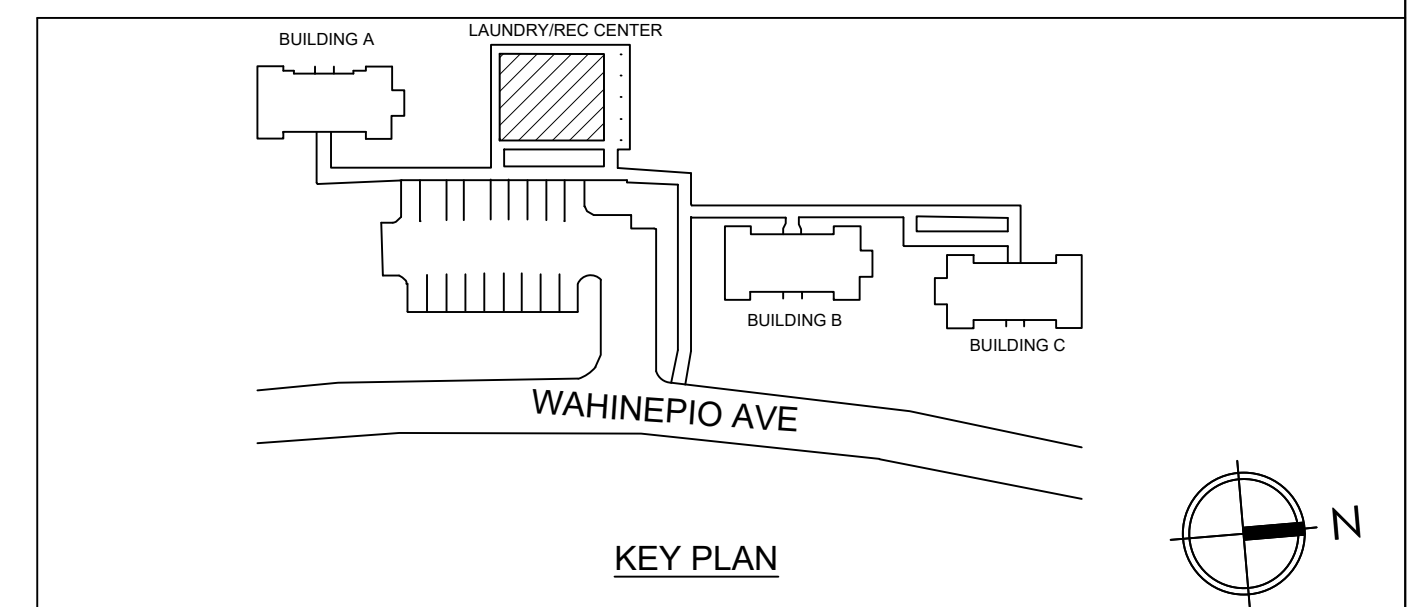 LAUNDRY/REC CENTER
BUILDING A
BUILDING B
BUILDING C
WAHINEPIO AVE
N
KEY PLAN